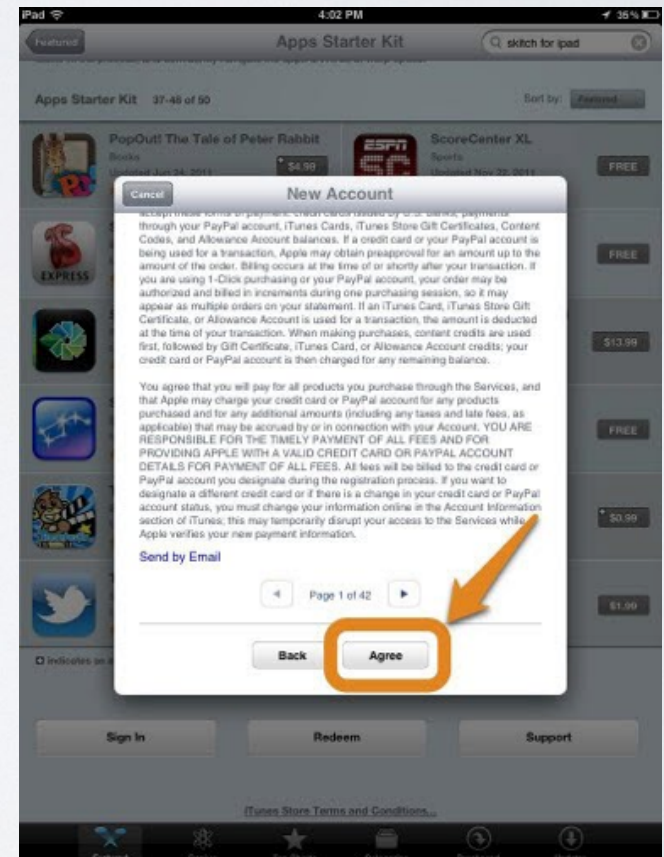 iPad 4:02 PM 35%
Featured Apps Starter Kit skitch for ipad
Apps Starter Kit 37-48 of 50 Sort by: Featured
PopOut! The Tale of Peter Rabbit
Books
Updated Jun 24, 2011
$4.99
ScoreCenter XL
Sports
Updated Nov 22, 2011
FREE
ESPN
SC
EXPRESS
FREE
$13.99
FREE
$0.99
$1.99
Cancel New Account
accept these forms of payment: credit cards issued by U.S. banks, payments
through your PayPal account, iTunes Cards, iTunes Store Gift Certificates, Content
Codes, and Allowance Account balances. If a credit card or your PayPal account is
being used for a transaction, Apple may obtain preapproval for an amount up to the
amount of the order. Billing occurs at the time of or shortly after your transaction. If
you are using 1-Click purchasing or your PayPal account, your order may be
authorized and billed in increments during one purchasing session, so it may
appear as multiple orders on your statement. If an iTunes Card, iTunes Store Gift
Certificate, or Allowance Account is used for a transaction, the amount is deducted
at the time of your transaction. When making purchases, content credits are used
first, followed by Gift Certificate, iTunes Card, or Allowance Account credits; your
credit card or PayPal account is then charged for any remaining balance.
You agree that you will pay for all products you purchase through the Services, and
that Apple may charge your credit card or PayPal account for any products
purchased and for any additional amounts (including any taxes and late fees, as
applicable) that may be accrued by or in connection with your Account. YOU ARE
RESPONSIBLE FOR THE TIMELY PAYMENT OF ALL FEES AND FOR
PROVIDING APPLE WITH A VALID CREDIT CARD OR PAYPAL ACCOUNT
DETAILS FOR PAYMENT OF ALL FEES. All fees will be billed to the credit card or
PayPal account you designate during the registration process. If you want to
designate a different credit card or if there is a change in your credit card or PayPal
account status, you must change your information online in the Account Information
section of iTunes; this may temporarily disrupt your access to the Services while
Apple verifies your new payment information.
Send by Email
Page 1 of 42
Back Agree
Indicates an
Sign In Redeem Support
iTunes Store Terms and Conditions...